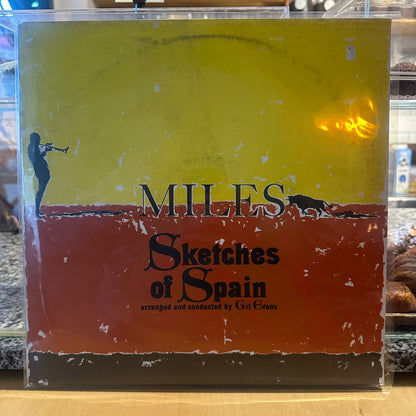 MILES
Sketches
of Spain
arranged and conducted by Gil Evans